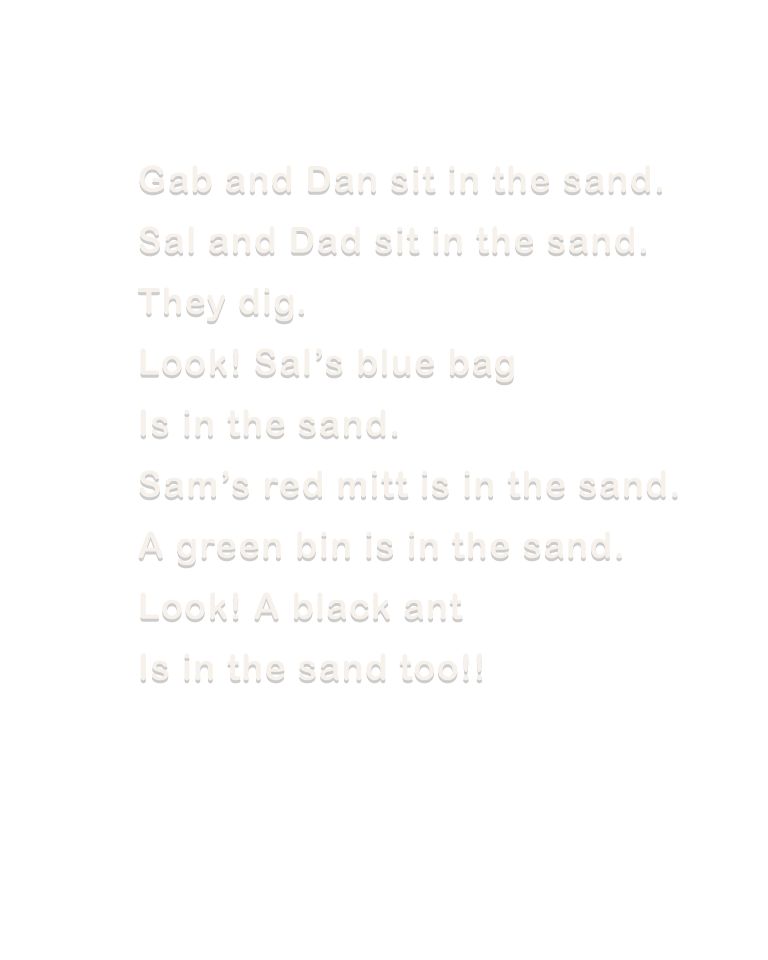 Gab and Dan sit in the sand.
Sal and Dad sit in the sand.
They dig.
Look! Sal’s blue bag
Is in the sand.
Sam’s red mitt is in the sand.
A green bin is in the sand.
Look! A black ant
Is in the sand too!!